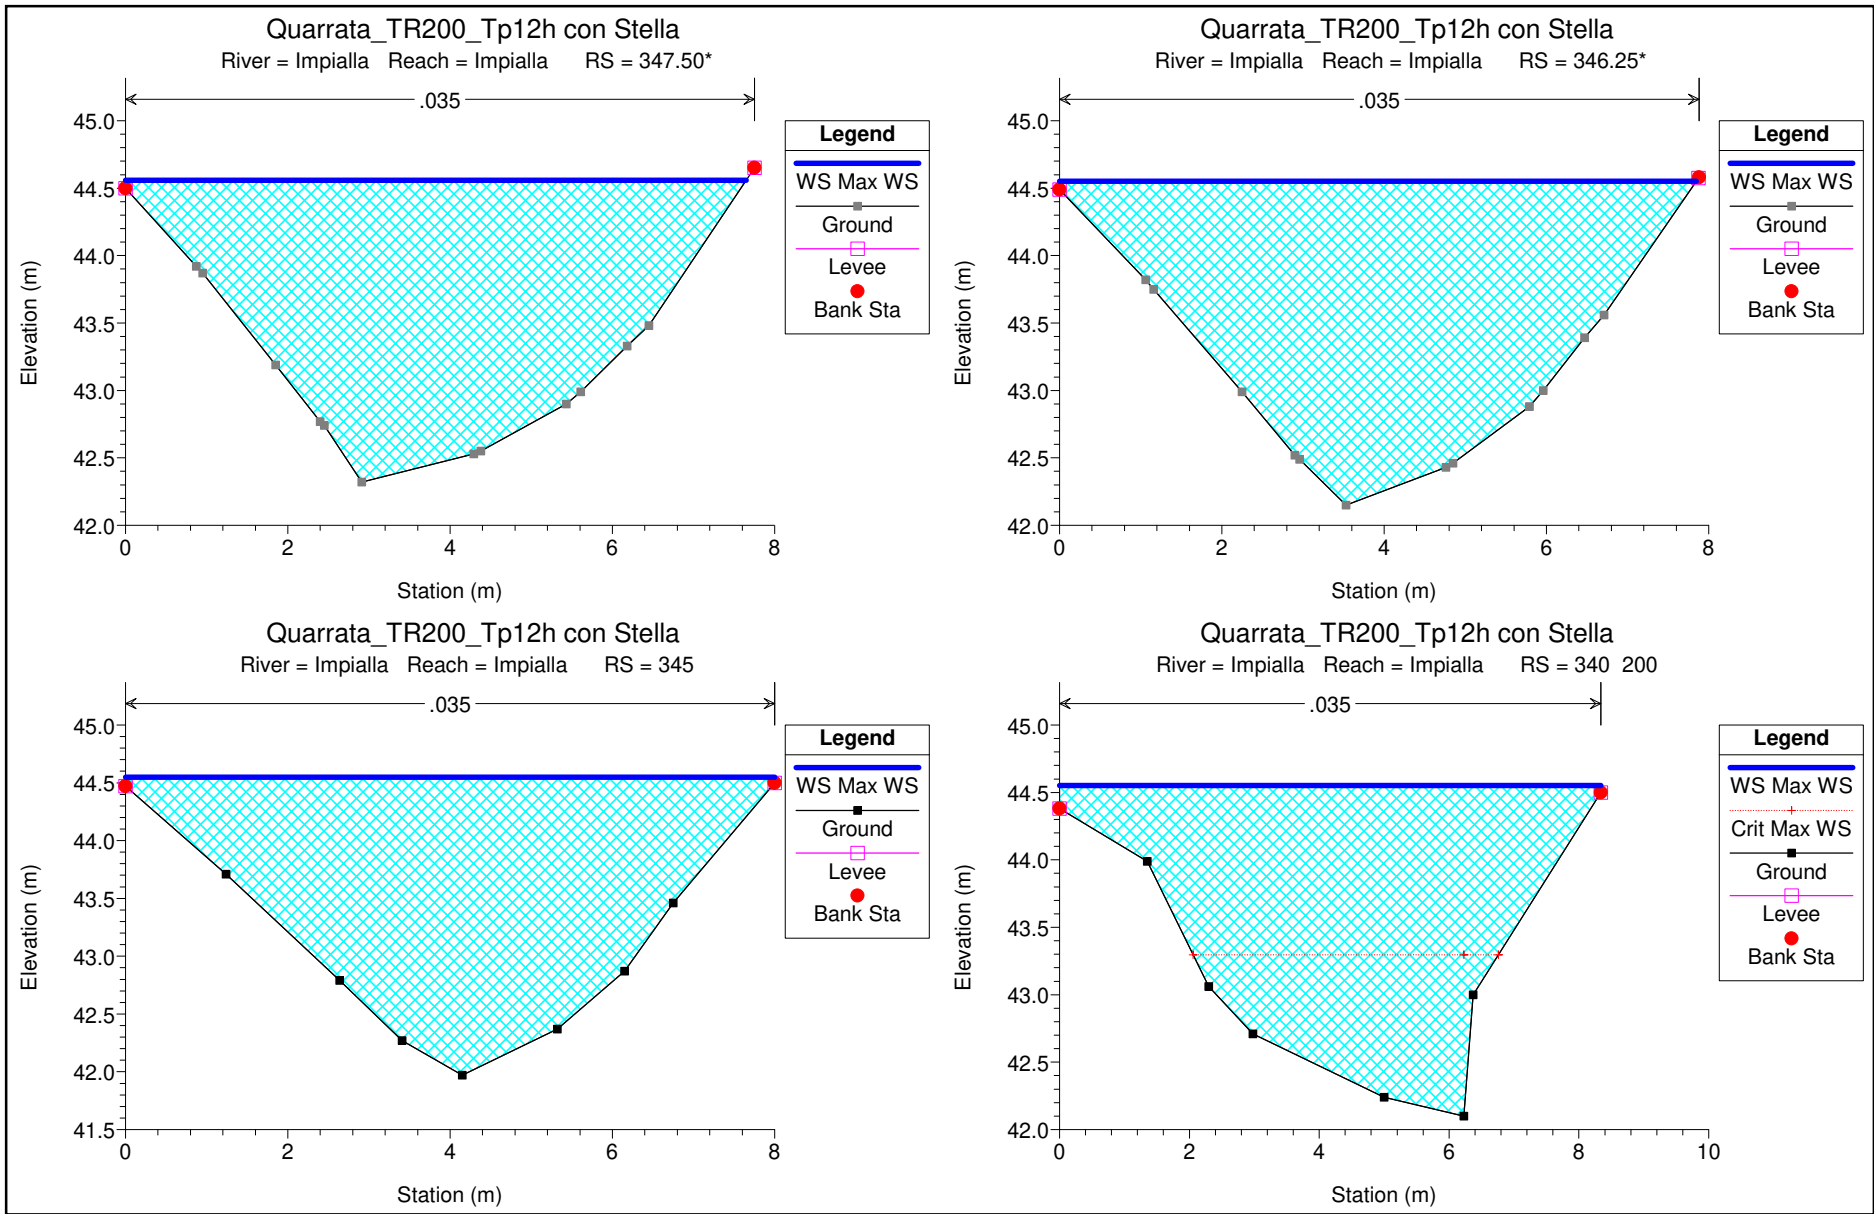 Quarrata_TR200_Tp12h con Stella
River = Impialla Reach = Impialla RS = 347.50*
.035
45.0
44.5
44.0
43.5
43.0
42.5
42.0
0 2 4 6 8
Elevation (m)
Station (m)
Legend
WS Max WS
Ground
Levee
Bank Sta
Quarrata_TR200_Tp12h con Stella
River = Impialla Reach = Impialla RS = 346.25*
.035
45.0
44.5
44.0
43.5
43.0
42.5
42.0
0 2 4 6 8
Elevation (m)
Station (m)
Legend
WS Max WS
Ground
Levee
Bank Sta
Quarrata_TR200_Tp12h con Stella
River = Impialla Reach = Impialla RS = 345
.035
45.0
44.5
44.0
43.5
43.0
42.5
42.0
41.5
0 2 4 6 8
Elevation (m)
Station (m)
Legend
WS Max WS
Ground
Levee
Bank Sta
Quarrata_TR200_Tp12h con Stella
River = Impialla Reach = Impialla RS = 340 200
.035
45.0
44.5
44.0
43.5
43.0
42.5
42.0
0 2 4 6 8 10
Elevation (m)
Station (m)
Legend
WS Max WS
Crit Max WS
Ground
Levee
Bank Sta